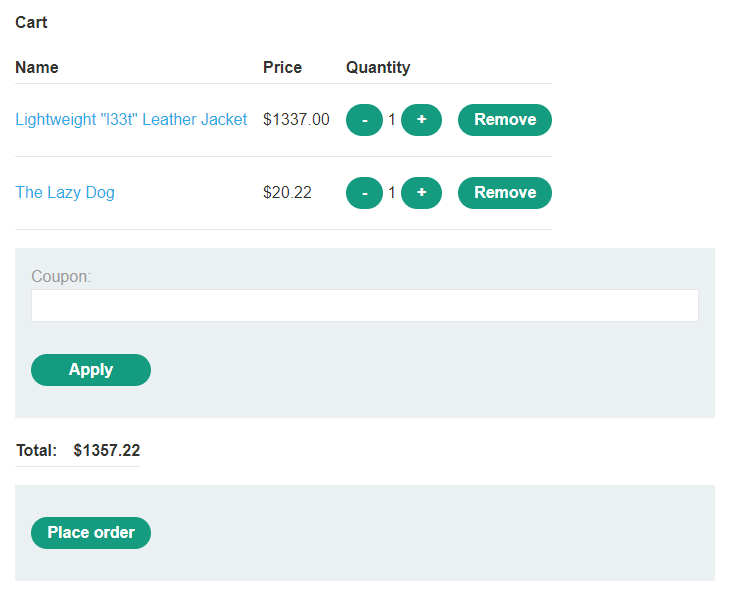 Cart
Name Price Quantity
Lightweight "l33t" Leather Jacket $1337.00 - 1 + Remove
The Lazy Dog $20.22 - 1 + Remove
Coupon:
Apply
Total: $1357.22
Place order